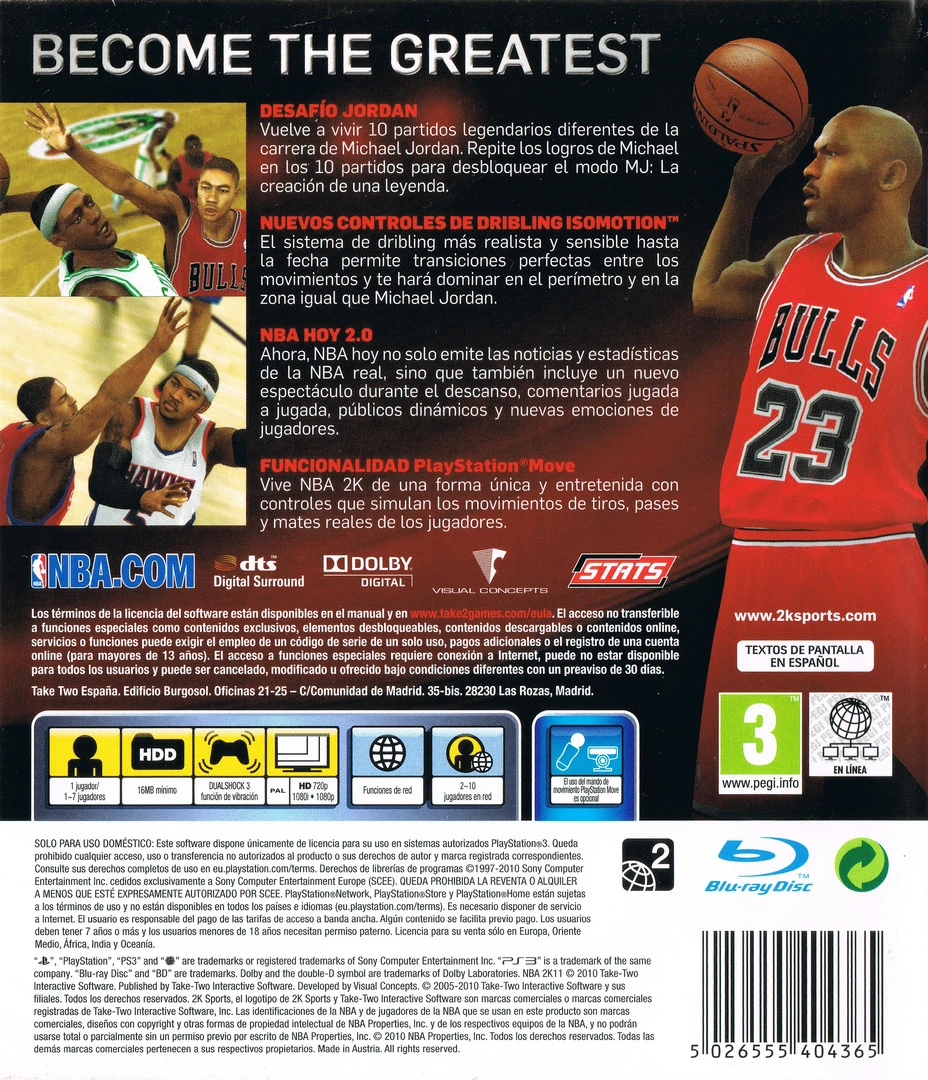 BECOME THE GREATEST
DESAFÍO JORDAN
Vuelve a vivir 10 partidos legendarios diferentes de la
carrera de Michael Jordan. Repite los logros de Michael
en los 10 partidos para desbloquear el modo MJ: La
creación de una leyenda.
NUEVOS CONTROLES DE DRIBLING ISOMOTION™
El sistema de dribling más realista y sensible hasta
la fecha permite transiciones perfectas entre los
movimientos y te hará dominar en el perímetro y en la
zona igual que Michael Jordan.
NBA HOY 2.0
Ahora, NBA hoy no solo emite las noticias y estadísticas
de la NBA real, sino que también incluye un nuevo
espectáculo durante el descanso, comentarios jugada
a jugada, públicos dinámicos y nuevas emociones de
jugadores.
FUNCIONALIDAD PlayStation®Move
Vive NBA 2K de una forma única y entretenida con
controles que simulan los movimientos de tiros, pases
y mates reales de los jugadores.
SPALDING
BULLS
23
BULLS
HAWKS
NBA.COM
dts™
Digital Surround
DOLBY
DIGITAL
VISUAL CONCEPTS
STATS
Los términos de la licencia del software están disponibles en el manual y en www.take2games.com/eula. El acceso no transferible
a funciones especiales como contenidos exclusivos, elementos desbloqueables, contenidos descargables o contenidos online,
servicios o funciones puede exigir el empleo de un código de serie de un solo uso, pagos adicionales o el registro de una cuenta
online (para mayores de 13 años). El acceso a funciones especiales requiere conexión a Internet, puede no estar disponible
para todos los usuarios y puede ser cancelado, modificado u ofrecido bajo condiciones diferentes con un preaviso de 30 días.
Take Two España. Edificio Burgosol. Oficinas 21-25 – C/Comunidad de Madrid. 35-bis. 28230 Las Rozas, Madrid.
www.2ksports.com
TEXTOS DE PANTALLA
EN ESPAÑOL
3
™
www.pegi.info
™
EN LÍNEA
1 jugador/
1~7 jugadores
HDD
16MB mínimo
DUALSHOCK 3
función de vibración
PAL
HD 720p
1080i • 1080p
Funciones de red
2~10
jugadores en red
El uso del mando de
movimiento PlayStation Move
es opcional
SOLO PARA USO DOMÉSTICO: Este software dispone únicamente de licencia para su uso en sistemas autorizados PlayStation®3. Queda
prohibido cualquier acceso, uso o transferencia no autorizados al producto o sus derechos de autor y marca registrada correspondientes.
Consulte sus derechos completos de uso en eu.playstation.com/terms. Derechos de librerías de programas ©1997-2010 Sony Computer
Entertainment Inc. cedidos exclusivamente a Sony Computer Entertainment Europe (SCEE). QUEDA PROHIBIDA LA REVENTA O ALQUILER
A MENOS QUE ESTÉ EXPRESAMENTE AUTORIZADO POR SCEE. PlayStation®Network, PlayStation®Store y PlayStation®Home están sujetas
a los términos de uso y no están disponibles en todos los países e idiomas (eu.playstation.com/terms). Es necesario disponer de servicio
a Internet. El usuario es responsable del pago de las tarifas de acceso a banda ancha. Algún contenido se facilita previo pago. Los usuarios
deben tener 7 años o más y los usuarios menores de 18 años necesitan permiso paterno. Licencia para su venta sólo en Europa, Oriente
Medio, África, India y Oceanía.
2
Blu-ray Disc™
“ ”, “PlayStation”, “PS3” and “ ” are trademarks or registered trademarks of Sony Computer Entertainment Inc. “PS3” is a trademark of the same
company. “Blu-ray Disc” and “BD” are trademarks. Dolby and the double-D symbol are trademarks of Dolby Laboratories. NBA 2K11 © 2010 Take-Two
Interactive Software. Published by Take-Two Interactive Software. Developed by Visual Concepts. © 2005-2010 Take-Two Interactive Software y sus
filiales. Todos los derechos reservados. 2K Sports, el logotipo de 2K Sports y Take-Two Interactive Software son marcas comerciales o marcas comerciales
registradas de Take-Two Interactive Software, Inc. Las identificaciones de la NBA y de jugadores de la NBA que se usan en este producto son marcas
comerciales, diseños con copyright y otras formas de propiedad intelectual de NBA Properties, Inc. y de los respectivos equipos de la NBA, y no podrán
usarse total o parcialmente sin un permiso previo por escrito de NBA Properties, Inc. © 2010 NBA Properties, Inc. Todos los derechos reservados. Todas las
demás marcas comerciales pertenecen a sus respectivos propietarios. Made in Austria. All rights reserved.
5 026555 404365